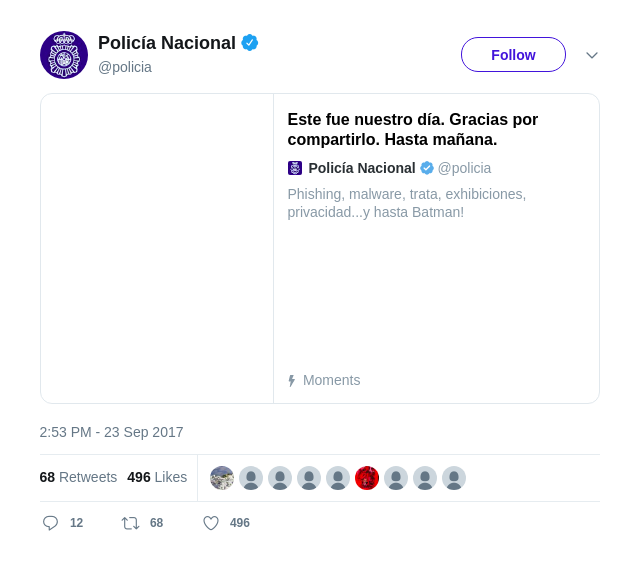 Policía Nacional
@policia
Follow
Este fue nuestro día. Gracias por
compartirlo. Hasta mañana.
Policía Nacional @policia
Phishing, malware, trata, exhibiciones,
privacidad...y hasta Batman!
Moments
2:53 PM - 23 Sep 2017
68 Retweets 496 Likes
12 68 496